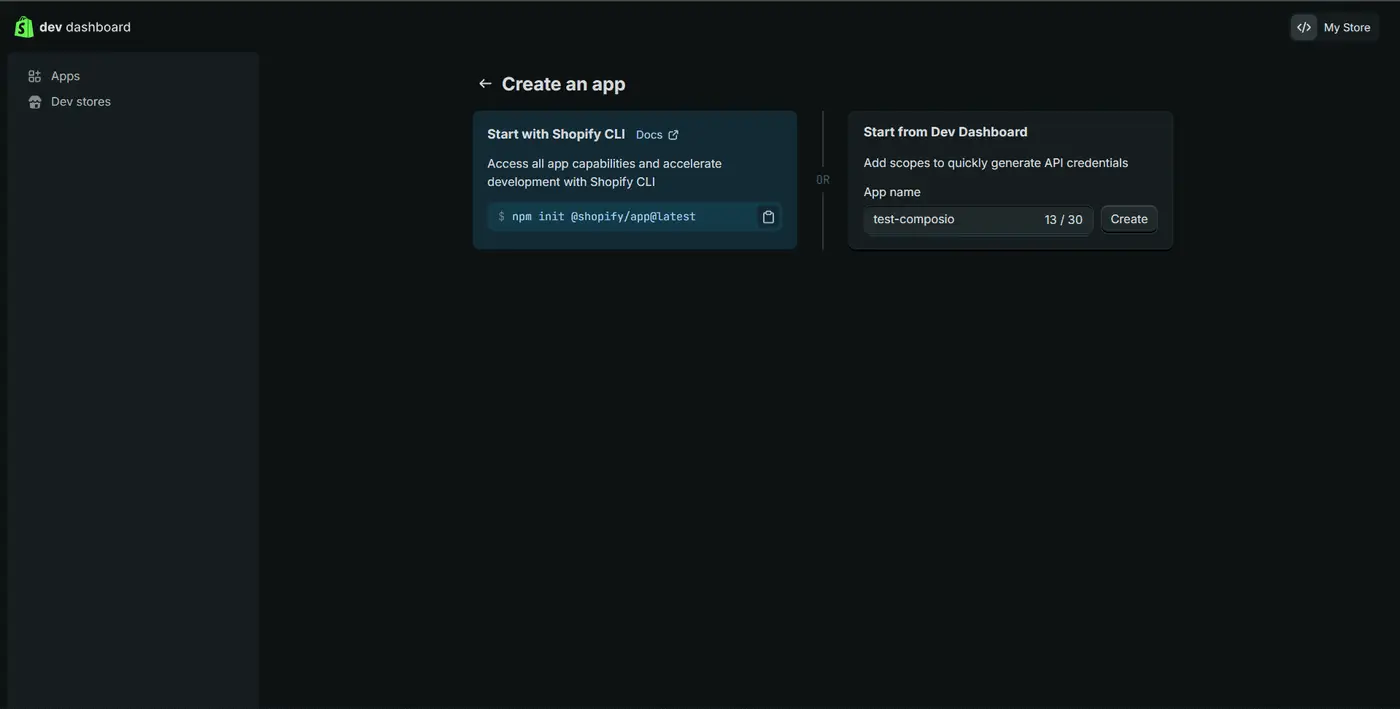 dev dashboard
My Store
Apps
Dev stores
Create an app
Start with Shopify CLI Docs
Access all app capabilities and accelerate
development with Shopify CLI
$ npm init @shopify/app@latest
OR
Start from Dev Dashboard
Add scopes to quickly generate API credentials
App name
test-composio 13 / 30 Create